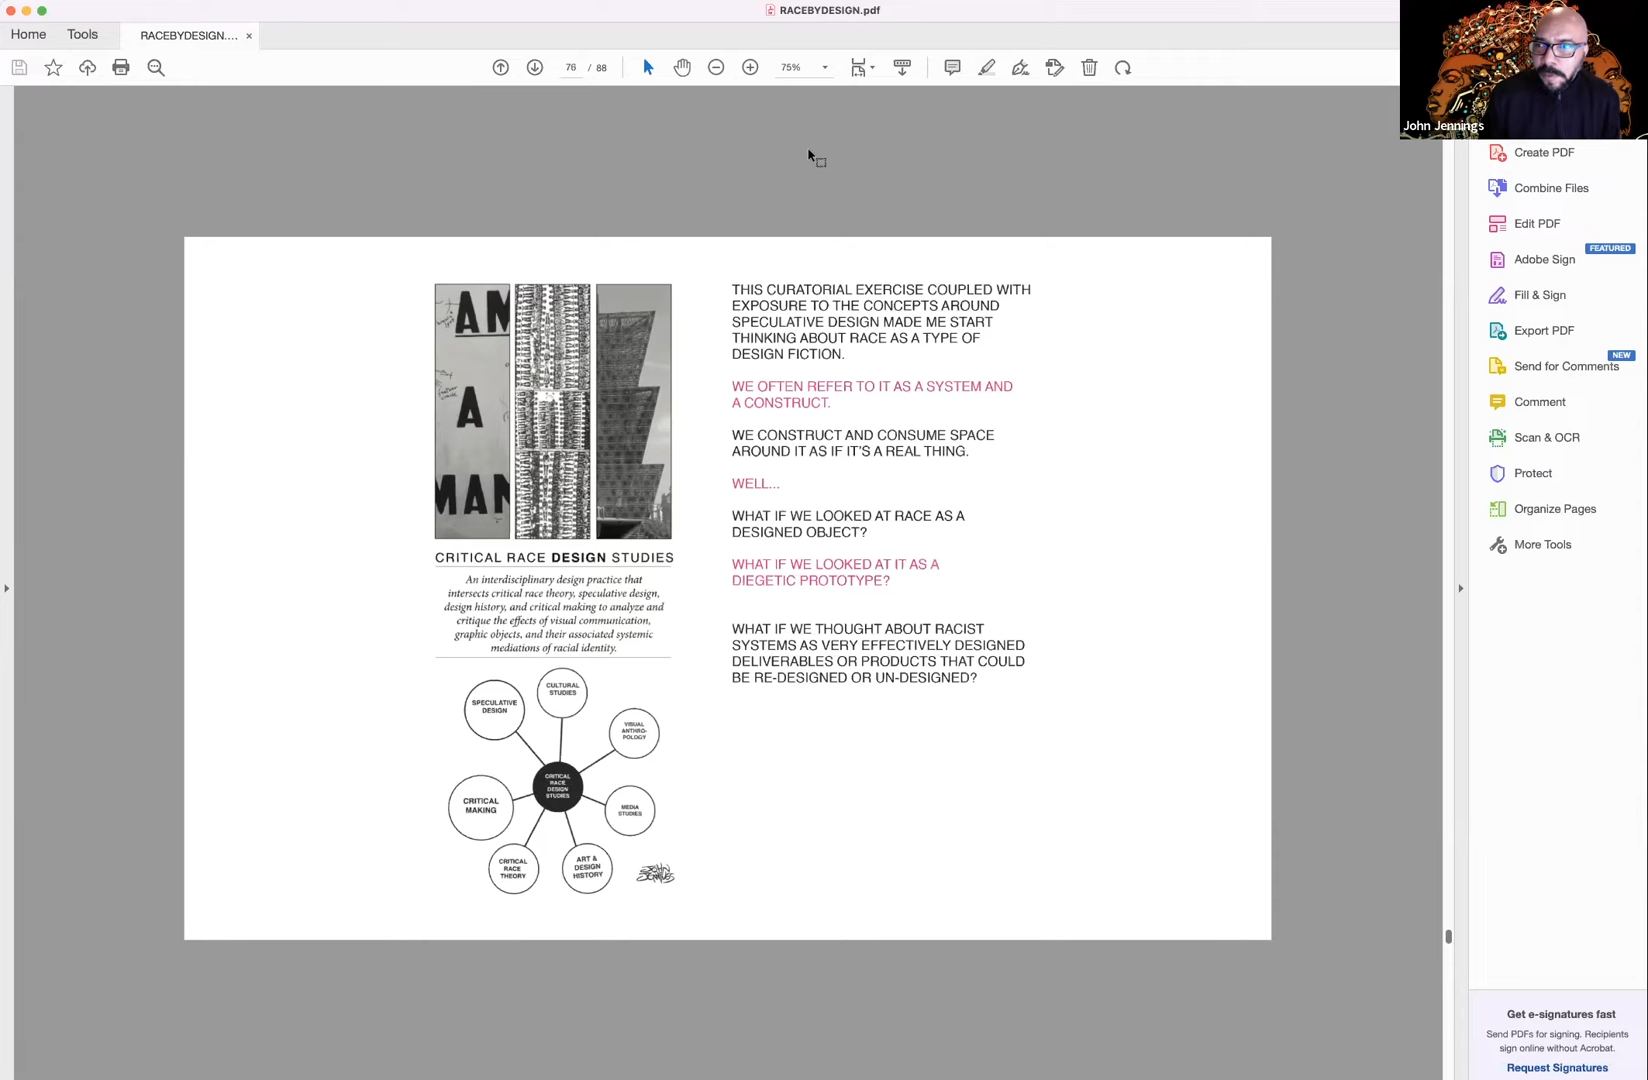 RACEBYDESIGN.pdf
Home
Tools
RACEBYDESIGN....
×
76 / 88
75%
John Jennings
Create PDF
Combine Files
Edit PDF
FEATURED
Adobe Sign
Fill & Sign
Export PDF
NEW
Send for Comments
Comment
Scan & OCR
Protect
Organize Pages
More Tools
Get e-signatures fast
Send PDFs for signing. Recipients
sign online without Acrobat.
Request Signatures
AM
A
MAN
CRITICAL RACE DESIGN STUDIES
An interdisciplinary design practice that
intersects critical race theory, speculative design,
design history, and critical making to analyze and
critique the effects of visual communication,
graphic objects, and their associated systemic
mediations of racial identity.
CULTURAL
STUDIES
SPECULATIVE
DESIGN
VISUAL
ANTHRO-
POLOGY
CRITICAL
RACE
DESIGN
STUDIES
CRITICAL
MAKING
MEDIA
STUDIES
CRITICAL
RACE
THEORY
ART &
DESIGN
HISTORY
JOHN
JENNINGS
THIS CURATORIAL EXERCISE COUPLED WITH
EXPOSURE TO THE CONCEPTS AROUND
SPECULATIVE DESIGN MADE ME START
THINKING ABOUT RACE AS A TYPE OF
DESIGN FICTION.
WE OFTEN REFER TO IT AS A SYSTEM AND
A CONSTRUCT.
WE CONSTRUCT AND CONSUME SPACE
AROUND IT AS IF IT'S A REAL THING.
WELL...
WHAT IF WE LOOKED AT RACE AS A
DESIGNED OBJECT?
WHAT IF WE LOOKED AT IT AS A
DIEGETIC PROTOTYPE?
WHAT IF WE THOUGHT ABOUT RACIST
SYSTEMS AS VERY EFFECTIVELY DESIGNED
DELIVERABLES OR PRODUCTS THAT COULD
BE RE-DESIGNED OR UN-DESIGNED?